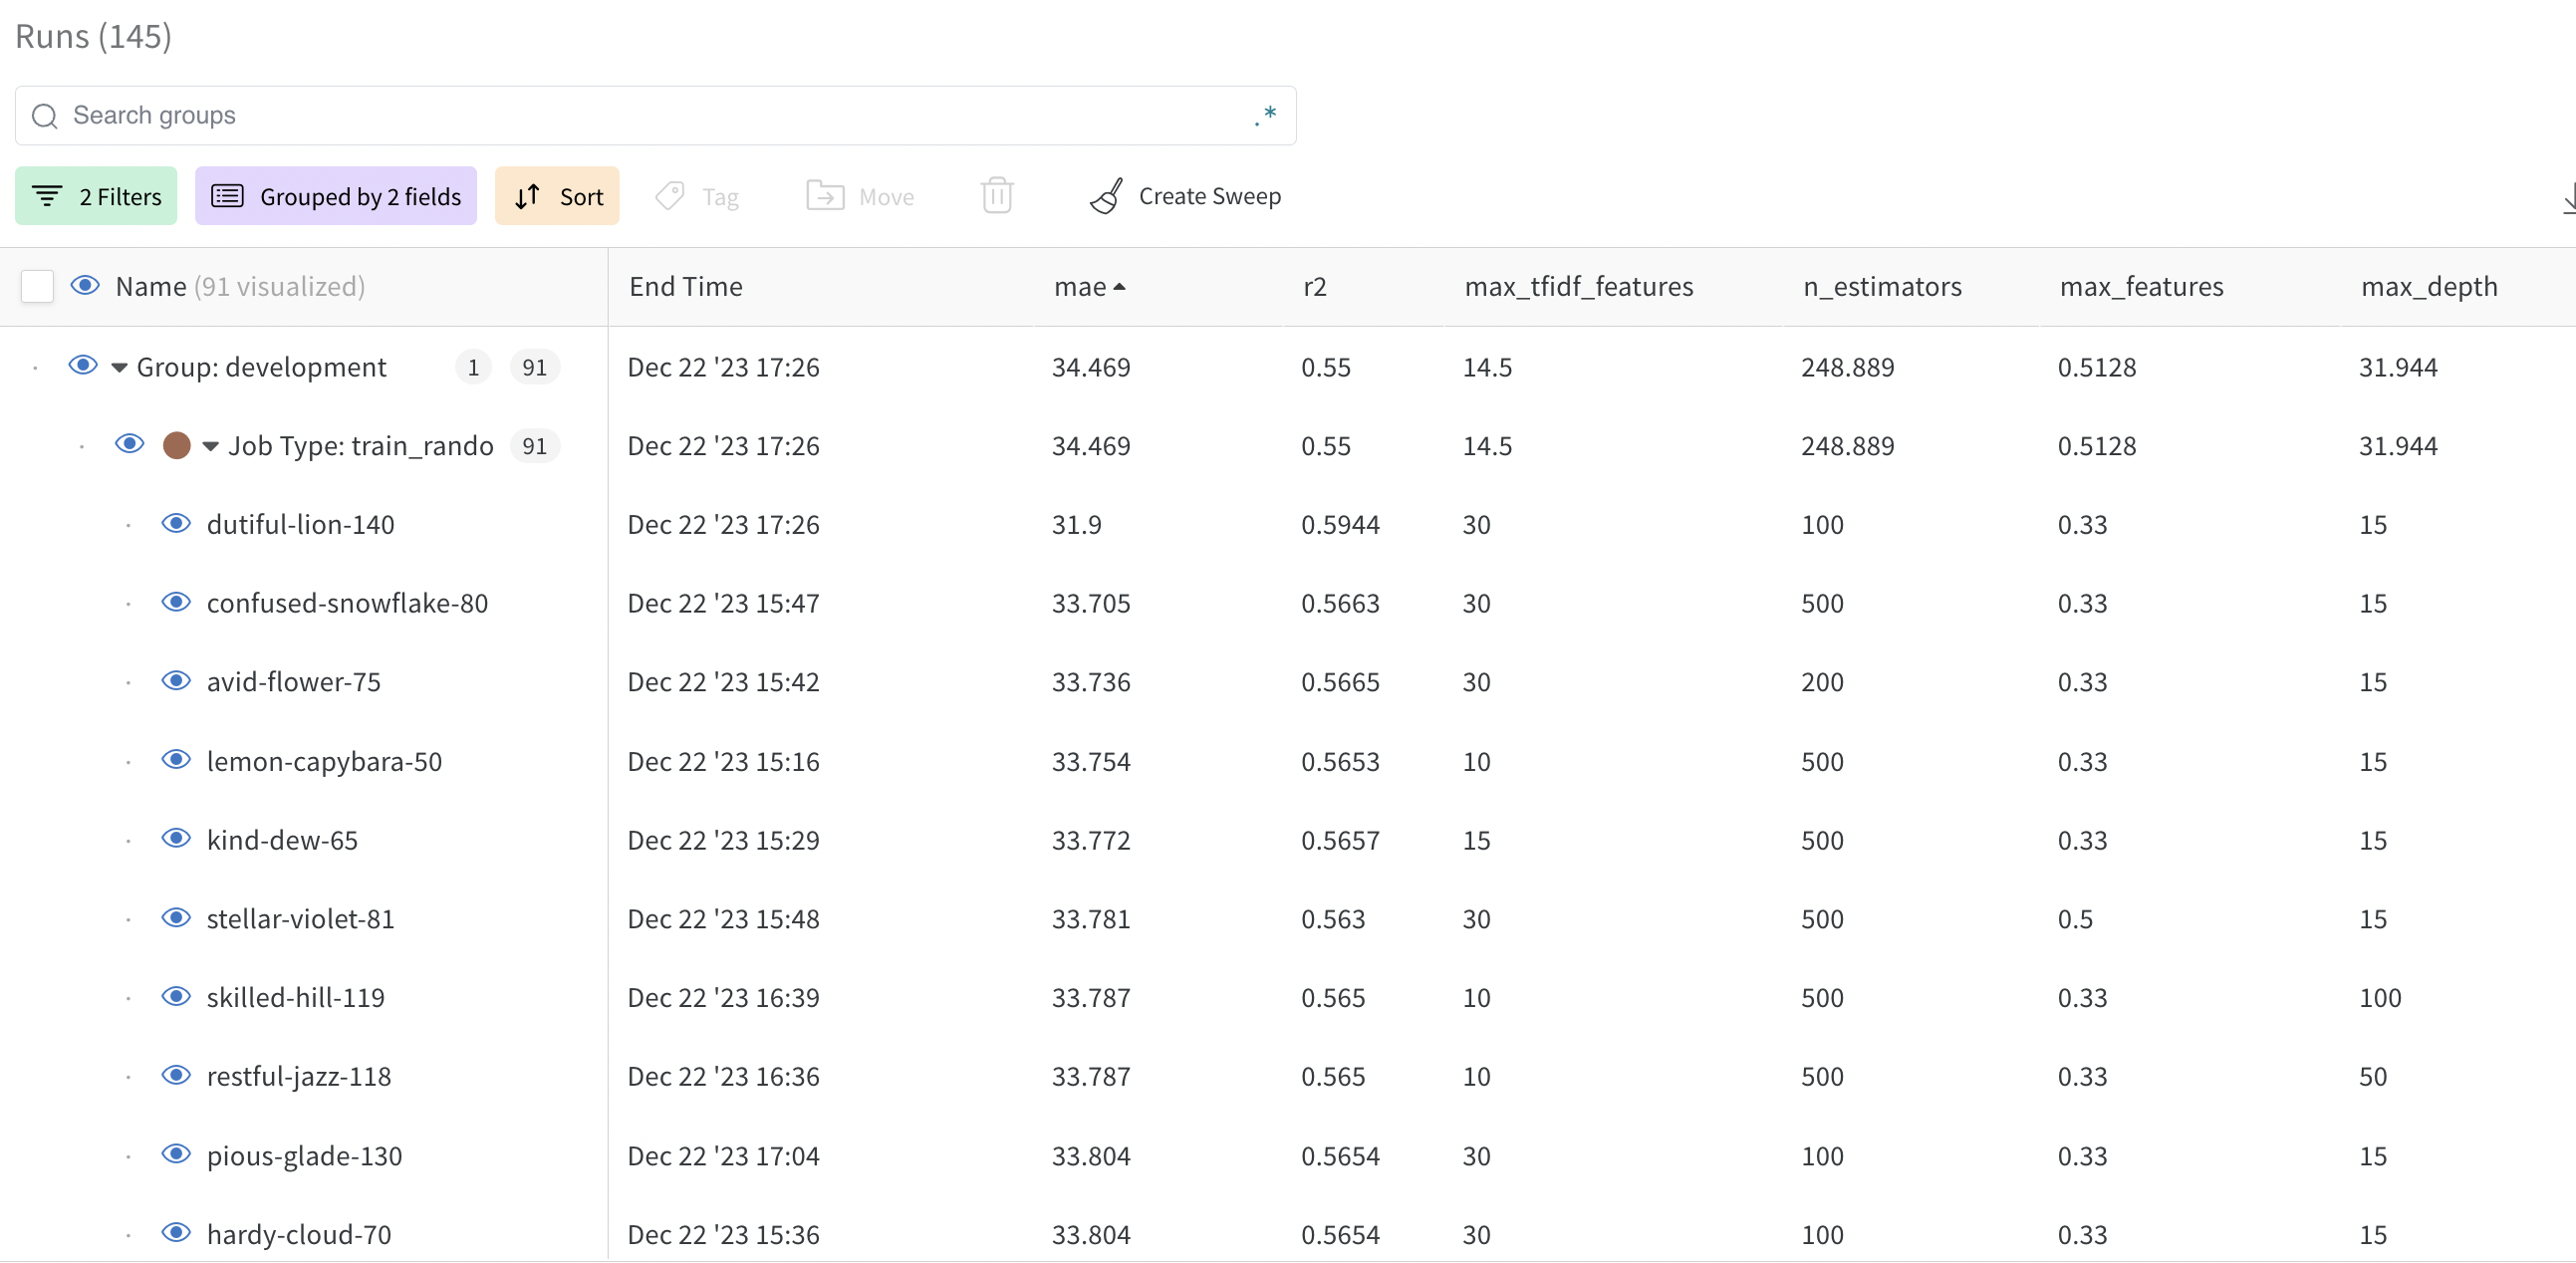 Runs (145)
Search groups .*
2 Filters Grouped by 2 fields Sort Tag Move Create Sweep
Name (91 visualized) End Time mae r2 max_tfidf_features n_estimators max_features max_depth
Group: development 1 91 Dec 22 '23 17:26 34.469 0.55 14.5 248.889 0.5128 31.944
Job Type: train_rando 91 Dec 22 '23 17:26 34.469 0.55 14.5 248.889 0.5128 31.944
dutiful-lion-140 Dec 22 '23 17:26 31.9 0.5944 30 100 0.33 15
confused-snowflake-80 Dec 22 '23 15:47 33.705 0.5663 30 500 0.33 15
avid-flower-75 Dec 22 '23 15:42 33.736 0.5665 30 200 0.33 15
lemon-capybara-50 Dec 22 '23 15:16 33.754 0.5653 10 500 0.33 15
kind-dew-65 Dec 22 '23 15:29 33.772 0.5657 15 500 0.33 15
stellar-violet-81 Dec 22 '23 15:48 33.781 0.563 30 500 0.5 15
skilled-hill-119 Dec 22 '23 16:39 33.787 0.565 10 500 0.33 100
restful-jazz-118 Dec 22 '23 16:36 33.787 0.565 10 500 0.33 50
pious-glade-130 Dec 22 '23 17:04 33.804 0.5654 30 100 0.33 15
hardy-cloud-70 Dec 22 '23 15:36 33.804 0.5654 30 100 0.33 15